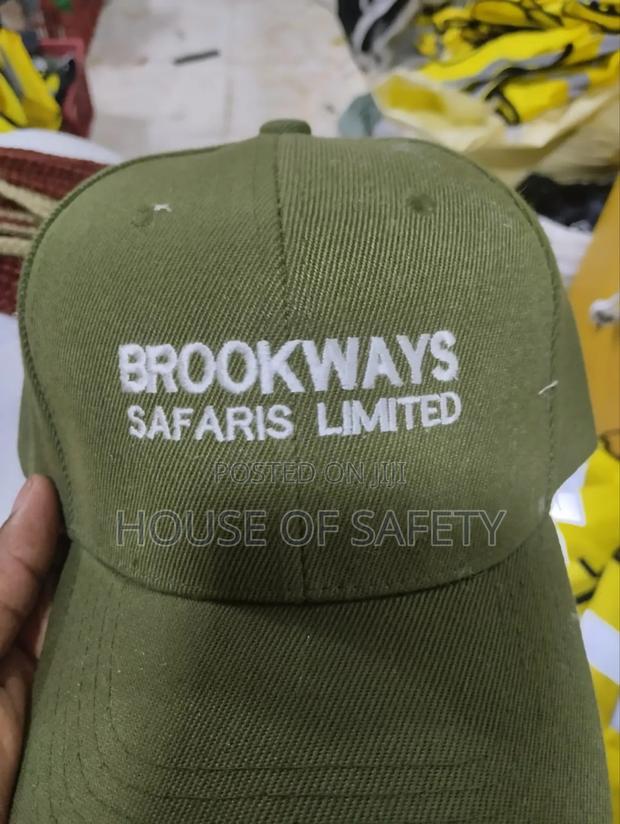 BROOKWAYS
SAFARIS LIMITED
POSTED ON JIJI
HOUSE OF SAFETY